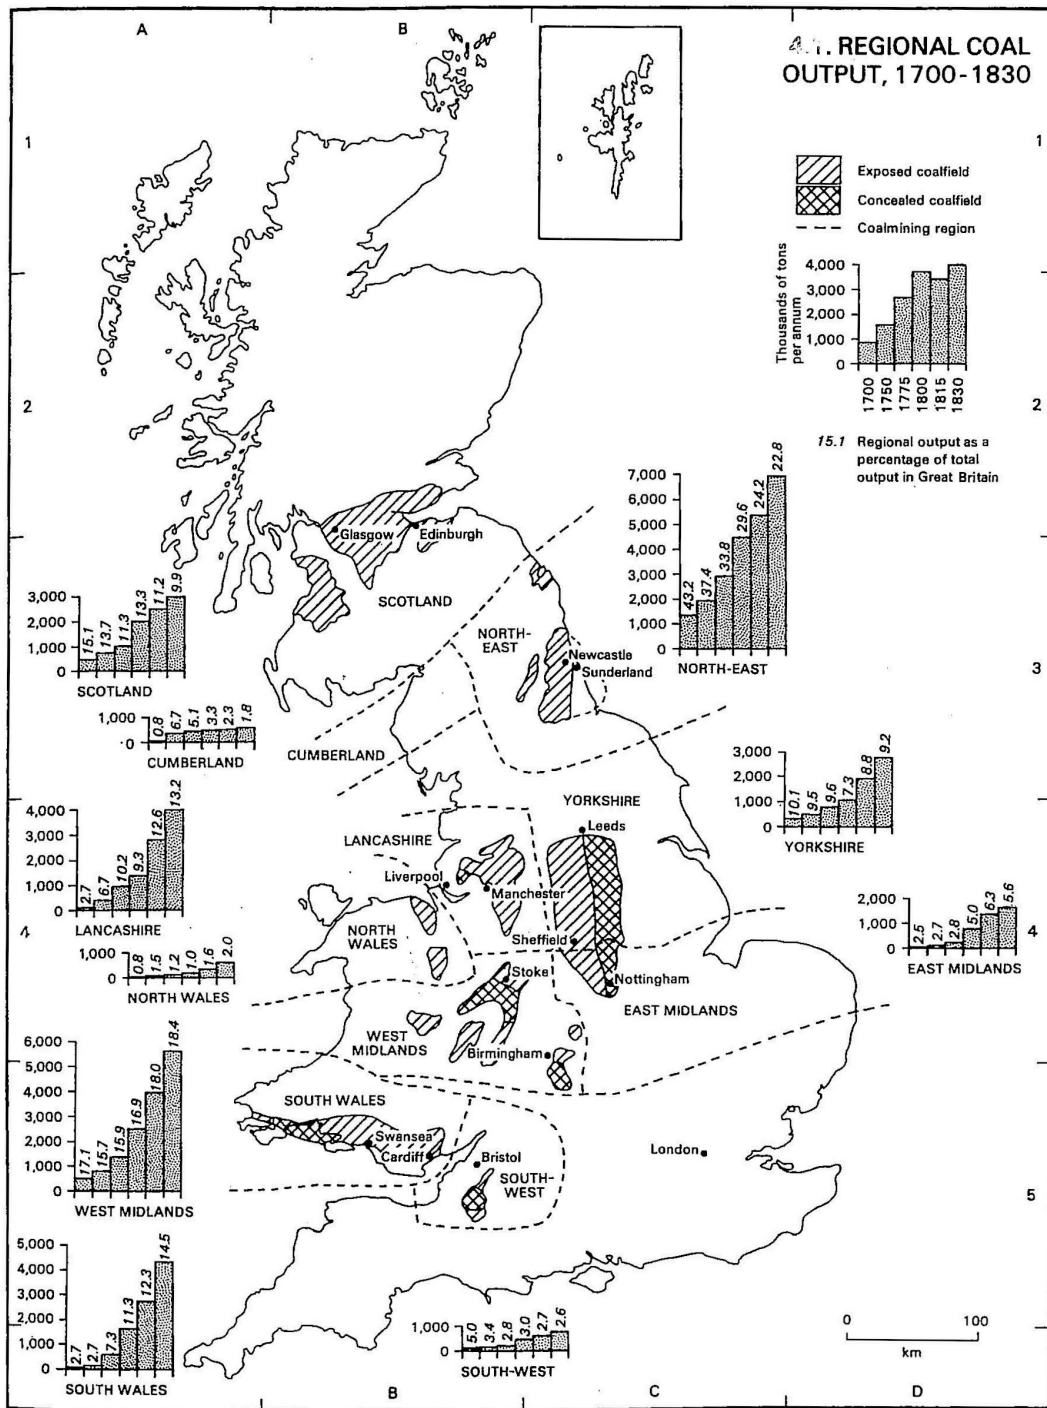 A
B
4.1. REGIONAL COAL
OUTPUT, 1700-1830
1
1
Exposed coalfield
Concealed coalfield
Coalmining region
Thousands of tons
per annum
4,000
3,000
2,000
1,000
0
1700
1750
1775
1800
1815
1830
15.1 Regional output as a
percentage of total
output in Great Britain
2
2
Glasgow
Edinburgh
SCOTLAND
7,000
6,000
5,000
4,000
3,000
2,000
1,000
0
43.2
37.4
33.8
29.6
24.2
22.8
NORTH-EAST
3,000
2,000
1,000
0
15.1
13.7
11.3
13.3
11.2
9.9
SCOTLAND
NORTH-
EAST
Newcastle
Sunderland
3
1,000
0
0.8
6.7
5.1
3.3
2.3
1.8
CUMBERLAND
CUMBERLAND
3,000
2,000
1,000
0
10.1
9.5
9.6
7.3
8.8
9.2
YORKSHIRE
4,000
3,000
2,000
1,000
0
2.7
6.7
10.2
9.3
12.6
13.2
LANCASHIRE
YORKSHIRE
Leeds
LANCASHIRE
Liverpool
Manchester
4
4
NORTH
WALES
Sheffield
Stoke
Nottingham
EAST MIDLANDS
2,000
1,000
0
2.5
2.7
2.8
5.0
6.3
5.6
EAST MIDLANDS
1,000
0
0.8
1.5
1.2
1.0
1.6
2.0
NORTH WALES
WEST
MIDLANDS
Birmingham
6,000
5,000
4,000
3,000
2,000
1,000
0
17.1
15.7
15.9
16.9
18.0
18.4
WEST MIDLANDS
SOUTH WALES
Swansea
Cardiff
Bristol
London
SOUTH-
WEST
5
5,000
4,000
3,000
2,000
1,000
0
2.7
2.7
7.3
11.3
12.3
14.5
SOUTH WALES
1,000
0
5.0
3.4
2.8
3.0
2.7
2.6
SOUTH-WEST
0 100
km
B
C
D